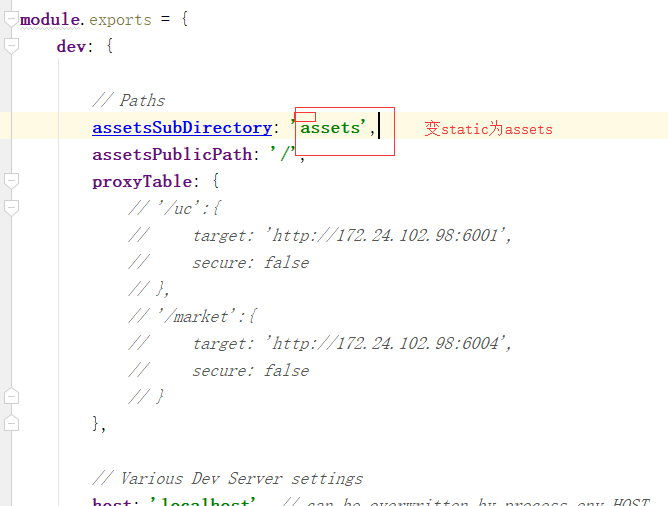 module.exports = {
dev: {
// Paths
assetsSubDirectory: 'assets', 变static为assets
assetsPublicPath: '/',
proxyTable: {
// '/uc':{
//     target: 'http://172.24.102.98:6001',
//     secure: false
// },
// '/market':{
//     target: 'http://172.24.102.98:6004',
//     secure: false
// }
},
// Various Dev Server settings
host: 'localhost', // can be overwritten by process.env.HOST